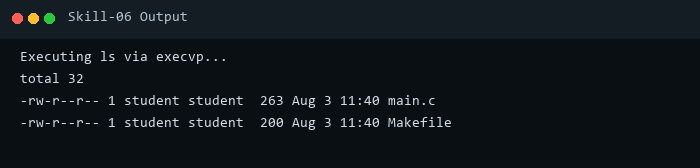 Skill-06 Output
Executing ls via execvp...
total 32
-rw-r--r-- 1 student student  263 Aug 3 11:40 main.c
-rw-r--r-- 1 student student  200 Aug 3 11:40 Makefile